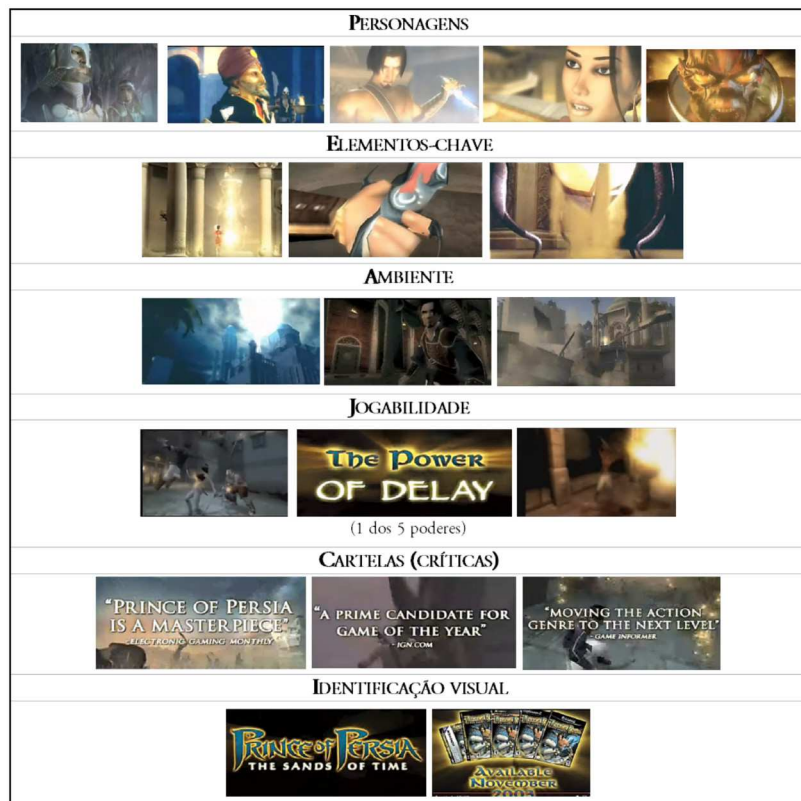 PERSONAGENS
ELEMENTOS-CHAVE
AMBIENTE
JOGABILIDADE
THE POWER
OF DELAY
(1 dos 5 poderes)
CARTELAS (CRÍTICAS)
"PRINCE OF PERSIA
IS A MASTERPIECE"
- ELECTRONIC GAMING MONTHLY
"A PRIME CANDIDATE FOR
GAME OF THE YEAR"
- IGN.COM
"MOVING THE ACTION
GENRE TO THE NEXT LEVEL"
- GAME INFORMER
IDENTIFICAÇÃO VISUAL
PRINCE OF PERSIA
THE SANDS OF TIME
AVAILABLE
NOVEMBER
2003